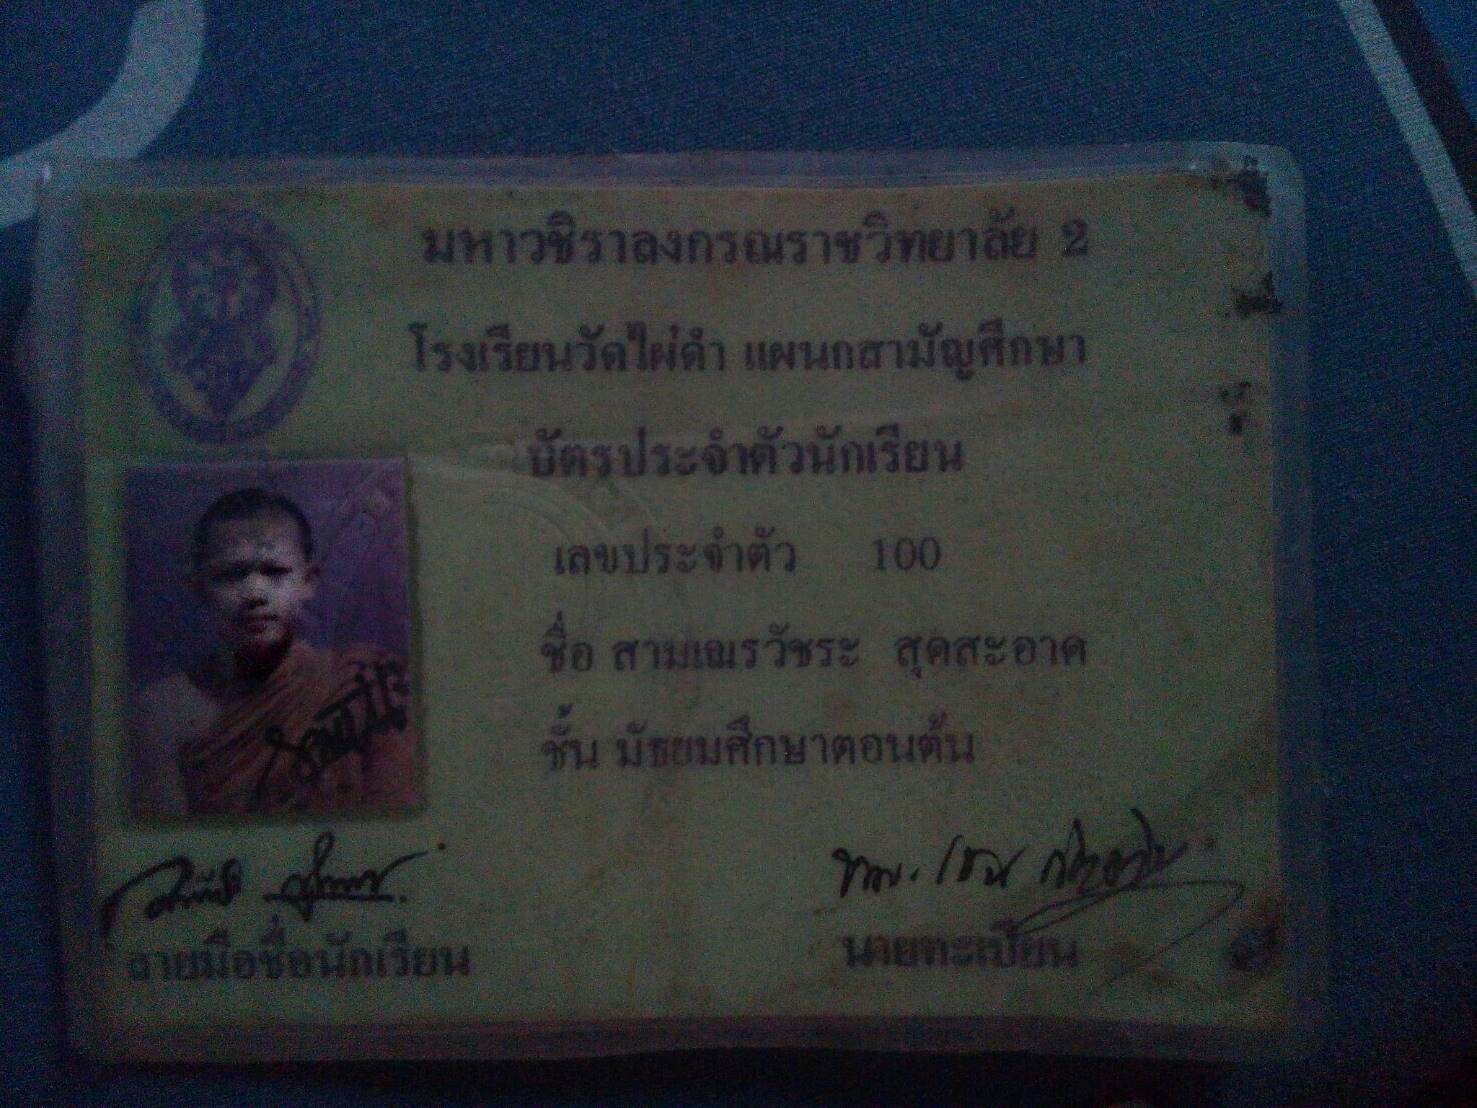 มหาวชิราลงกรณราชวิทยาลัย 2
โรงเรียนวัดไผ่ดำ แผนกสามัญศึกษา
บัตรประจำตัวนักเรียน
เลขประจำตัว 100
ชื่อ สามเณรวัชระ สุดสะอาด
ชั้น มัธยมศึกษาตอนต้น
ลายมือชื่อนักเรียน
นายทะเบียน